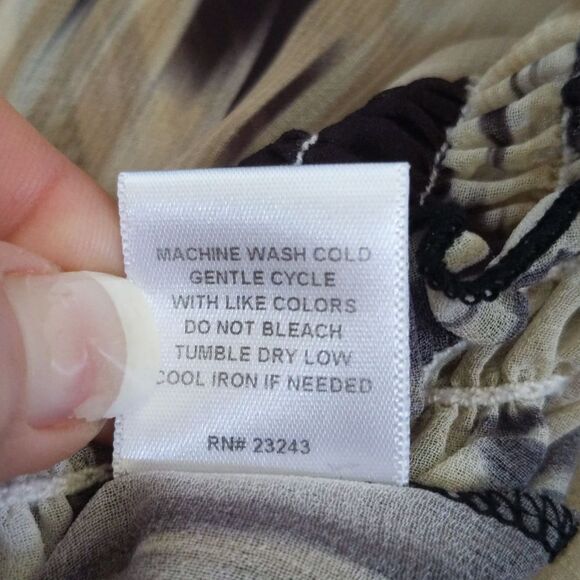 MACHINE WASH COLD
GENTLE CYCLE
WITH LIKE COLORS
DO NOT BLEACH
TUMBLE DRY LOW
COOL IRON IF NEEDED
RN# 23243